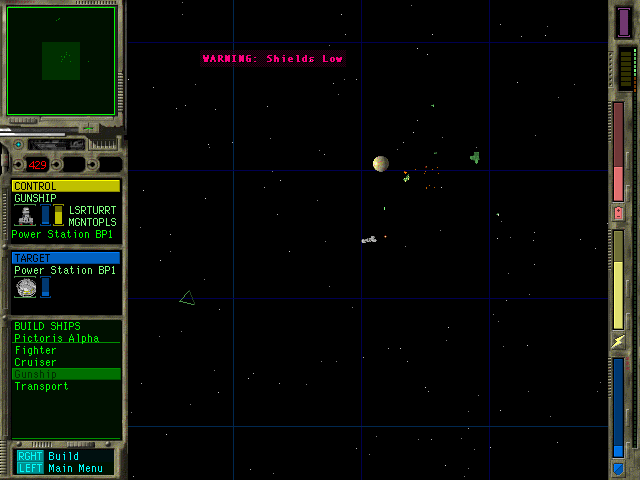 WARNING: Shields Low
429
CONTROL
GUNSHIP
LSRTURRT
MGNTOPLS
Power Station BP1
TARGET
Power Station BP1
BUILD SHIPS
Pictoris Alpha
Fighter
Cruiser
Gunship
Transport
RGHT Build
LEFT Main Menu